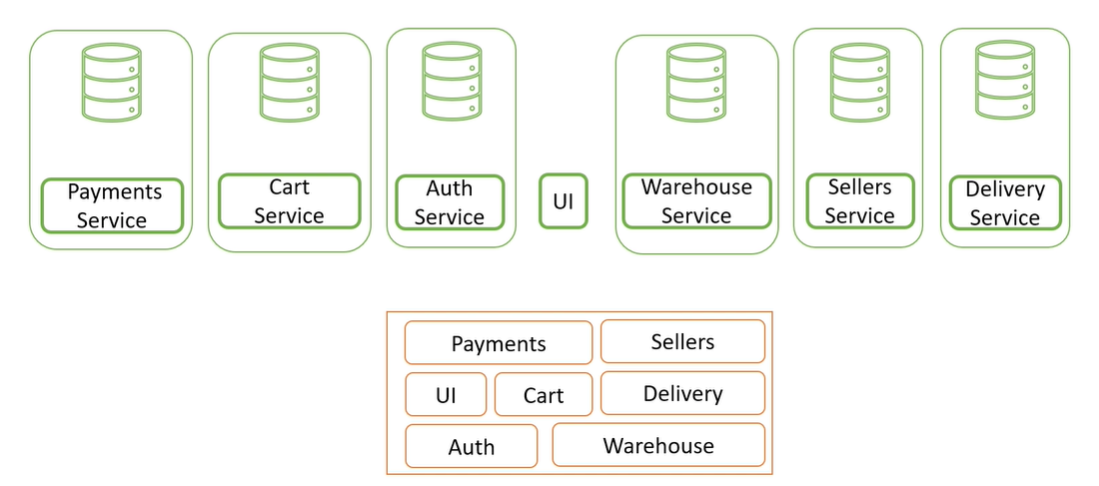 Payments
Service
Cart
Service
Auth
Service
UI
Warehouse
Service
Sellers
Service
Delivery
Service
Payments
Sellers
UI
Cart
Delivery
Auth
Warehouse